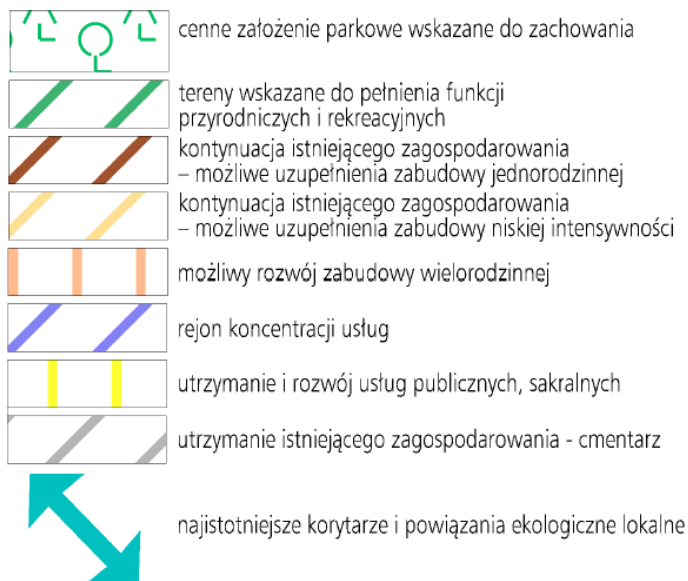 cenne założenie parkowe wskazane do zachowania
tereny wskazane do pełnienia funkcji
przyrodniczych i rekreacyjnych
kontynuacja istniejącego zagospodarowania
– możliwe uzupełnienia zabudowy jednorodzinnej
kontynuacja istniejącego zagospodarowania
– możliwe uzupełnienia zabudowy niskiej intensywności
możliwy rozwój zabudowy wielorodzinnej
rejon koncentracji usług
utrzymanie i rozwój usług publicznych, sakralnych
utrzymanie istniejącego zagospodarowania - cmentarz
najistotniejsze korytarze i powiązania ekologiczne lokalne